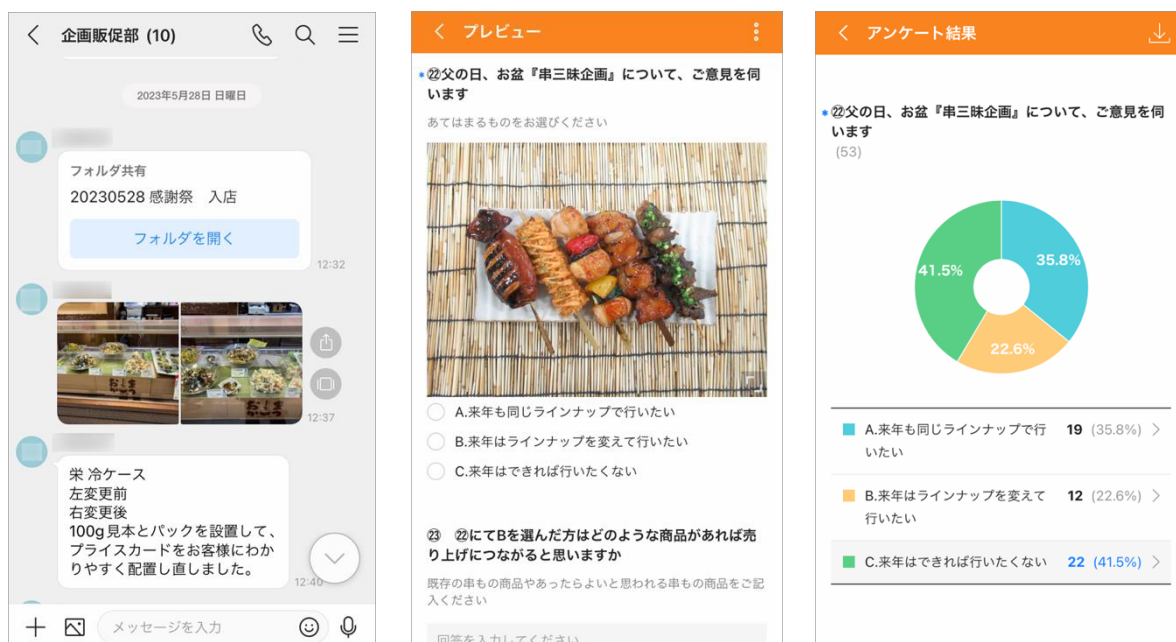 企画販促部 (10)
2023年5月28日 日曜日
フォルダ共有
20230528 感謝祭　入店
フォルダを開く
12:32
12:37
栄 冷ケース
左変更前
右変更後
100g見本とパックを設置して、
プライスカードをお客様にわか
りやすく配置し直しました。
12:40
メッセージを入力
プレビュー
㉒父の日、お盆『串三昧企画』について、ご意見を伺
います
あてはまるものをお選びください
A.来年も同じラインナップで行いたい
B.来年はラインナップを変えて行いたい
C.来年はできれば行いたくない
㉓　㉒にてBを選んだ方はどのような商品があれば売
り上げにつながると思いますか
既存の串もの商品やあったらよいと思われる串もの商品をご記
入ください
回答を入力してください
アンケート結果
㉒父の日、お盆『串三昧企画』について、ご意見を伺
います
(53)
41.5%
35.8%
22.6%
A.来年も同じラインナップで行 19 (35.8%)
いたい
B.来年はラインナップを変えて 12 (22.6%)
行いたい
C.来年はできれば行いたくない 22 (41.5%)